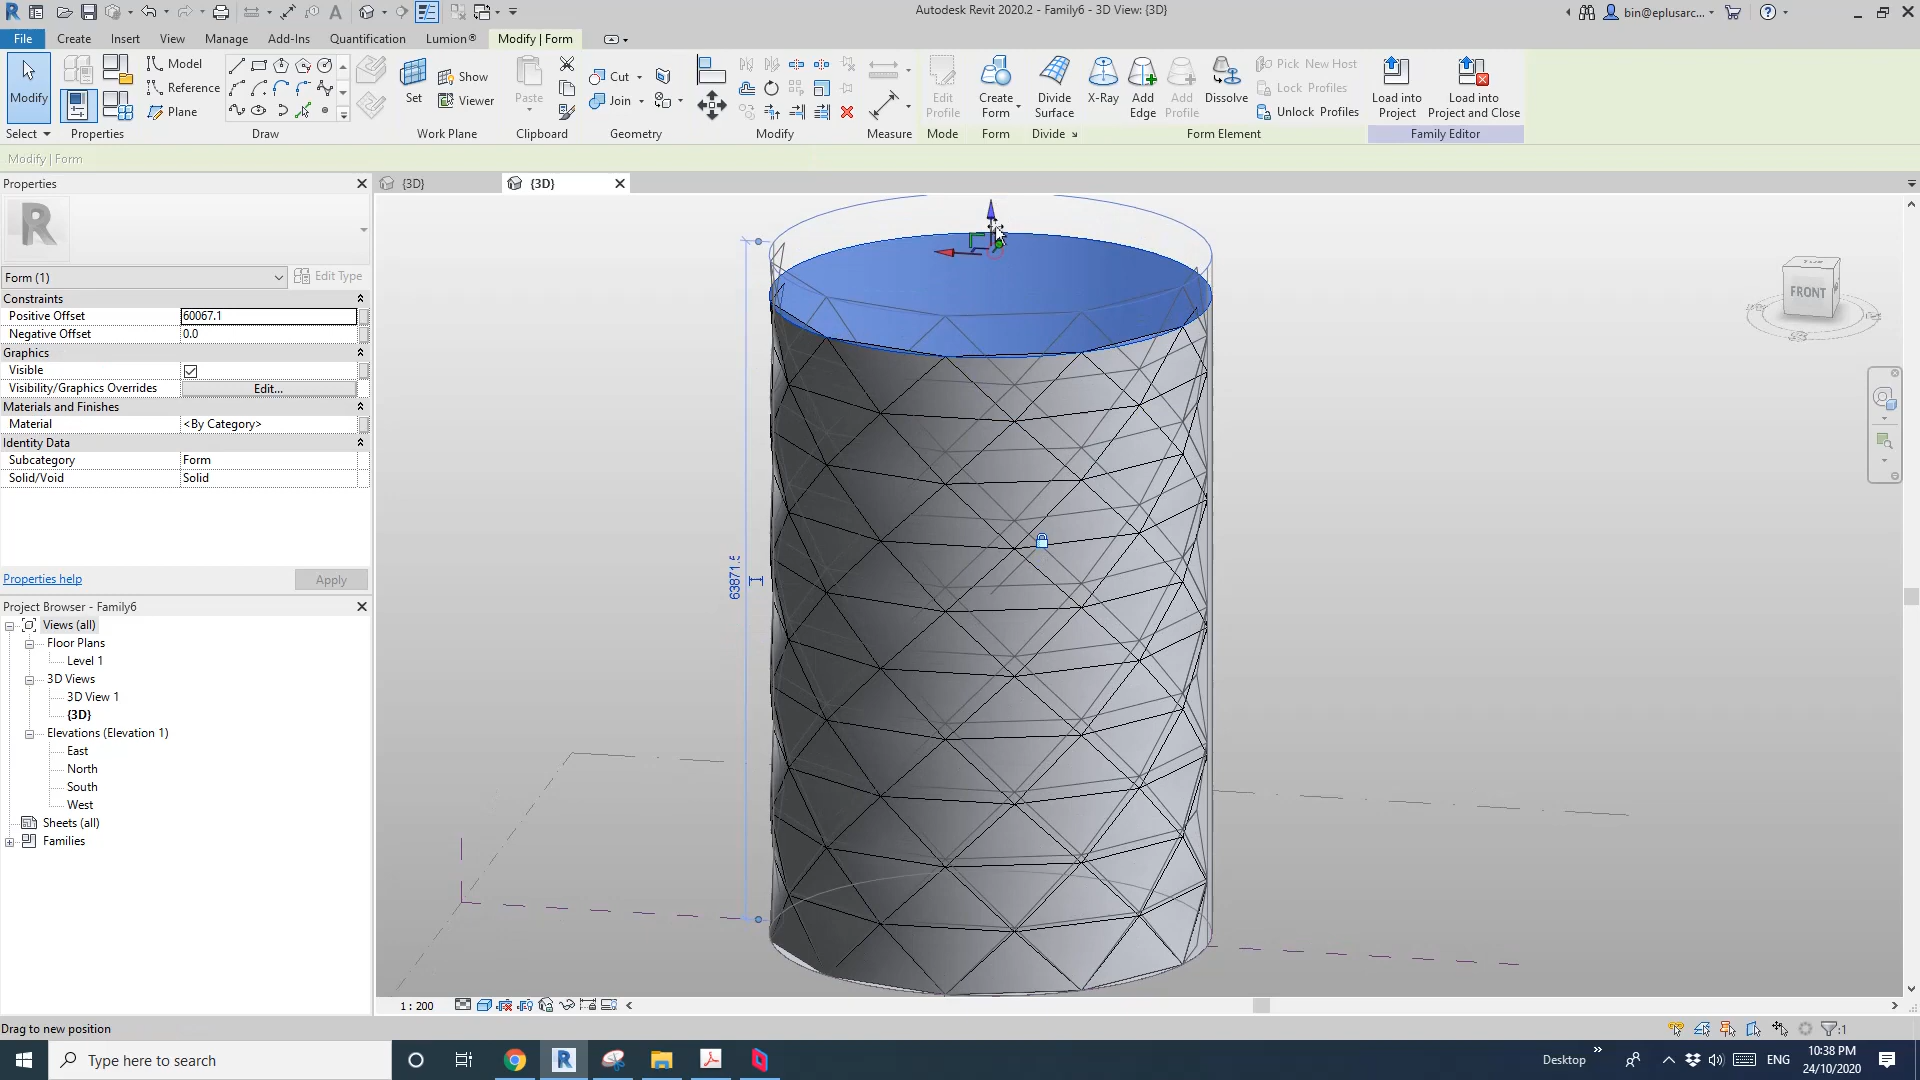 Autodesk Revit 2020.2 - Family6 - 3D View: {3D}
bin@eplusarc...
File Create Insert View Manage Add-Ins Quantification Lumion® Modify | Form
Modify
Model
Reference
Plane
Set
Show
Viewer
Paste
Cut
Join
Edit Profile
Create Form
Divide Surface
X-Ray
Add Edge
Add Profile
Dissolve
Pick New Host
Lock Profiles
Unlock Profiles
Load into Project
Load into Project and Close
Select Properties Draw Work Plane Clipboard Geometry Modify Measure Mode Form Divide Form Element Family Editor
Modify | Form
Properties
{3D} {3D}
Form (1) Edit Type
Constraints
Positive Offset 60067.1
Negative Offset 0.0
Graphics
Visible
Visibility/Graphics Overrides Edit...
Materials and Finishes
Material <By Category>
Identity Data
Subcategory Form
Solid/Void Solid
Properties help Apply
Project Browser - Family6
Views (all)
Floor Plans
Level 1
3D Views
3D View 1
{3D}
Elevations (Elevation 1)
East
North
South
West
Sheets (all)
Families
FRONT
1 : 200
Drag to new position
:1
Type here to search
Desktop
ENG
10:38 PM
24/10/2020